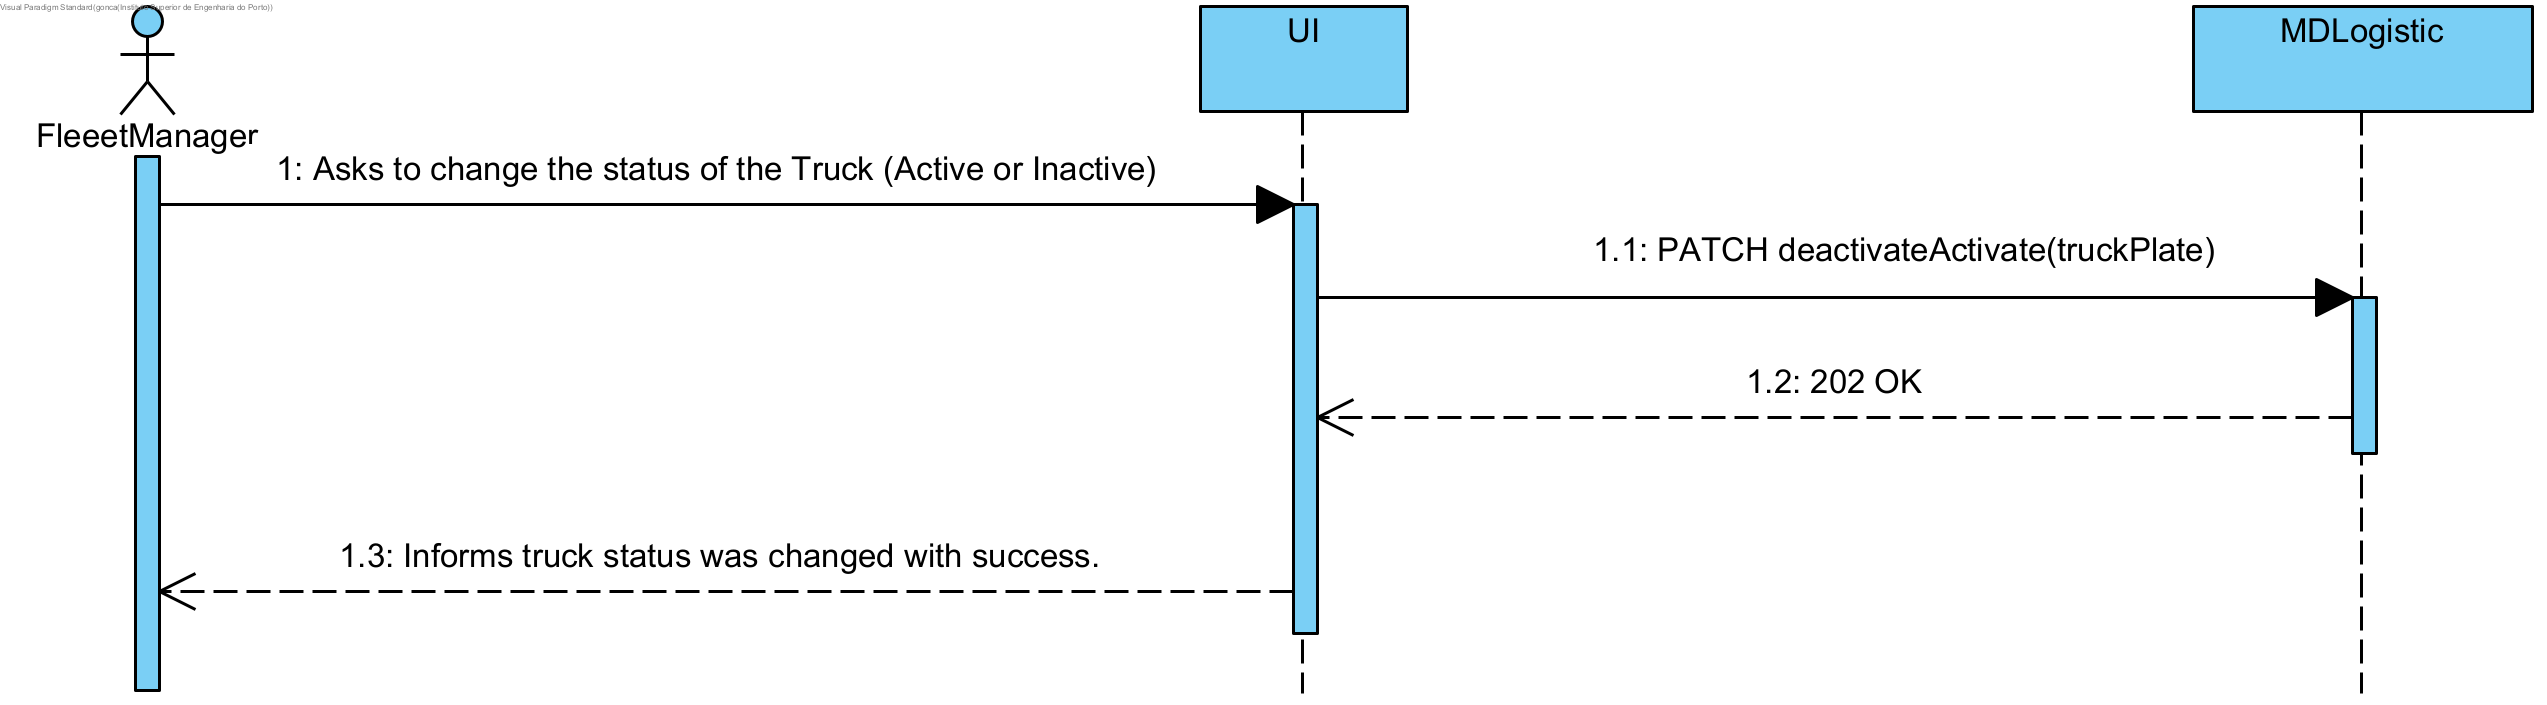 Visual Paradigm Standard(gonca(Instituto Superior de Engenharia do Porto))
UI
MDLogistic
FleeetManager
1: Asks to change the status of the Truck (Active or Inactive)
1.1: PATCH deactivateActivate(truckPlate)
1.2: 202 OK
1.3: Informs truck status was changed with success.